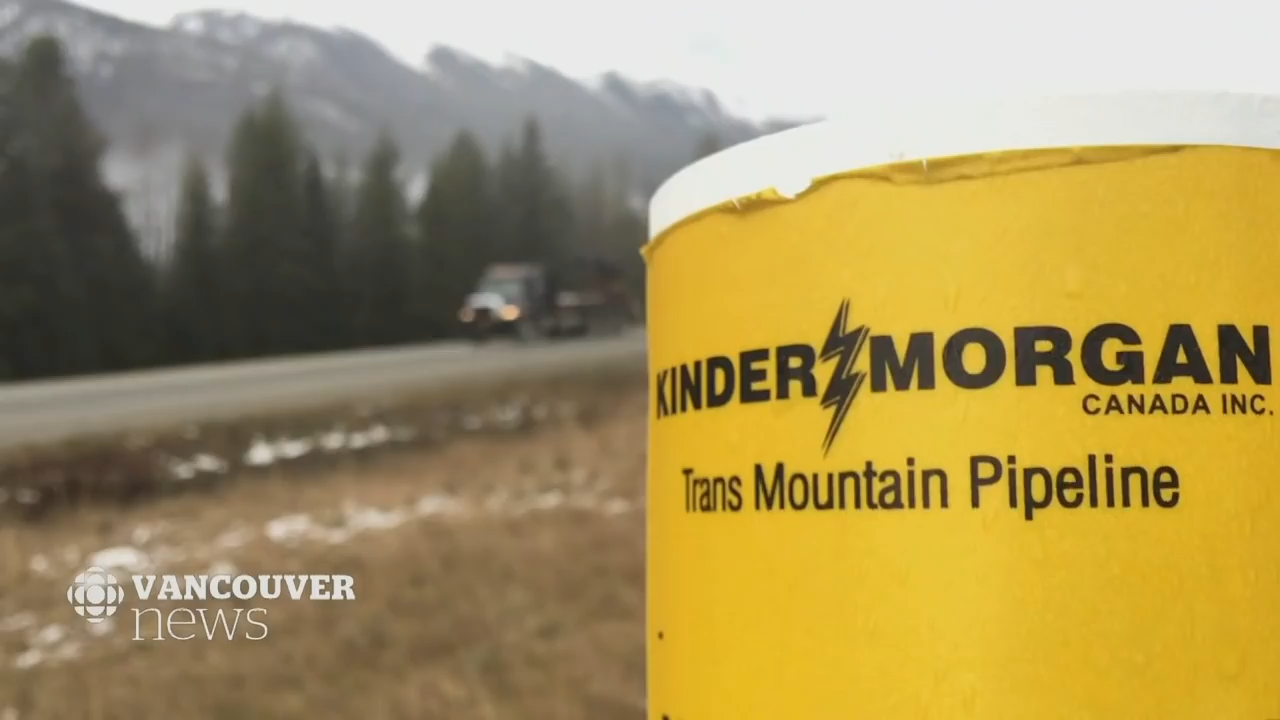 KINDER MORGAN
CANADA INC.
Trans Mountain Pipeline
VANCOUVER
news